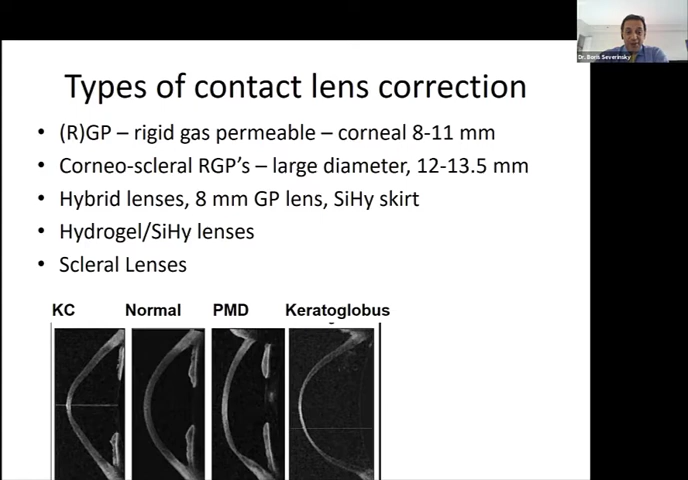 Dr. Boris Severinsky
Types of contact lens correction
• (R)GP – rigid gas permeable – corneal 8-11 mm
• Corneo-scleral RGP's – large diameter, 12-13.5 mm
• Hybrid lenses, 8 mm GP lens, SiHy skirt
• Hydrogel/SiHy lenses
• Scleral Lenses
KC Normal PMD Keratoglobus